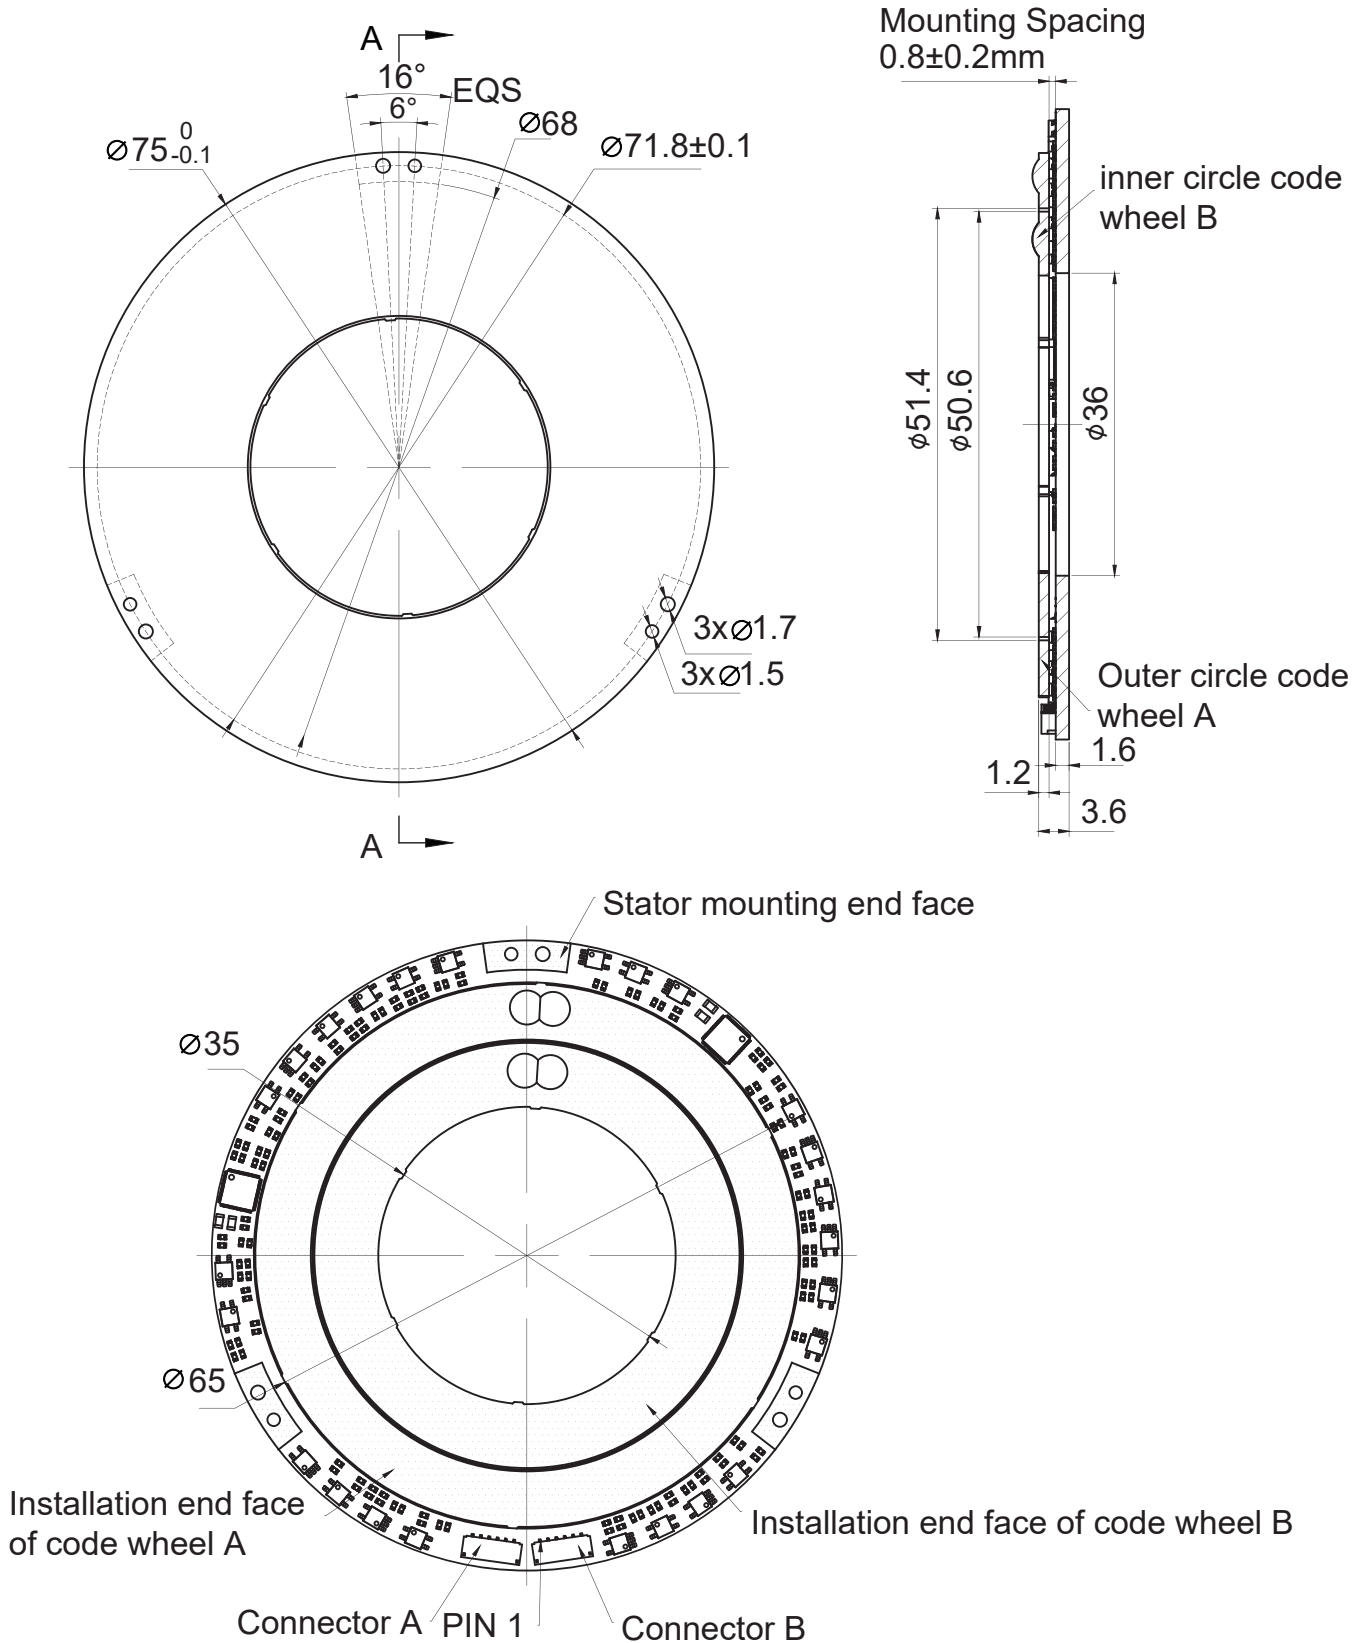 Mounting Spacing
0.8±0.2mm
A
16°
EQS
6°
Ø68
Ø75 0 -0.1
Ø71.8±0.1
inner circle code
wheel B
ϕ51.4
ϕ50.6
ϕ36
3xØ1.7
3xØ1.5
Outer circle code
wheel A
1.6
1.2
3.6
A
Stator mounting end face
Ø35
Ø65
Installation end face
of code wheel A
Installation end face of code wheel B
Connector A
PIN 1
Connector B